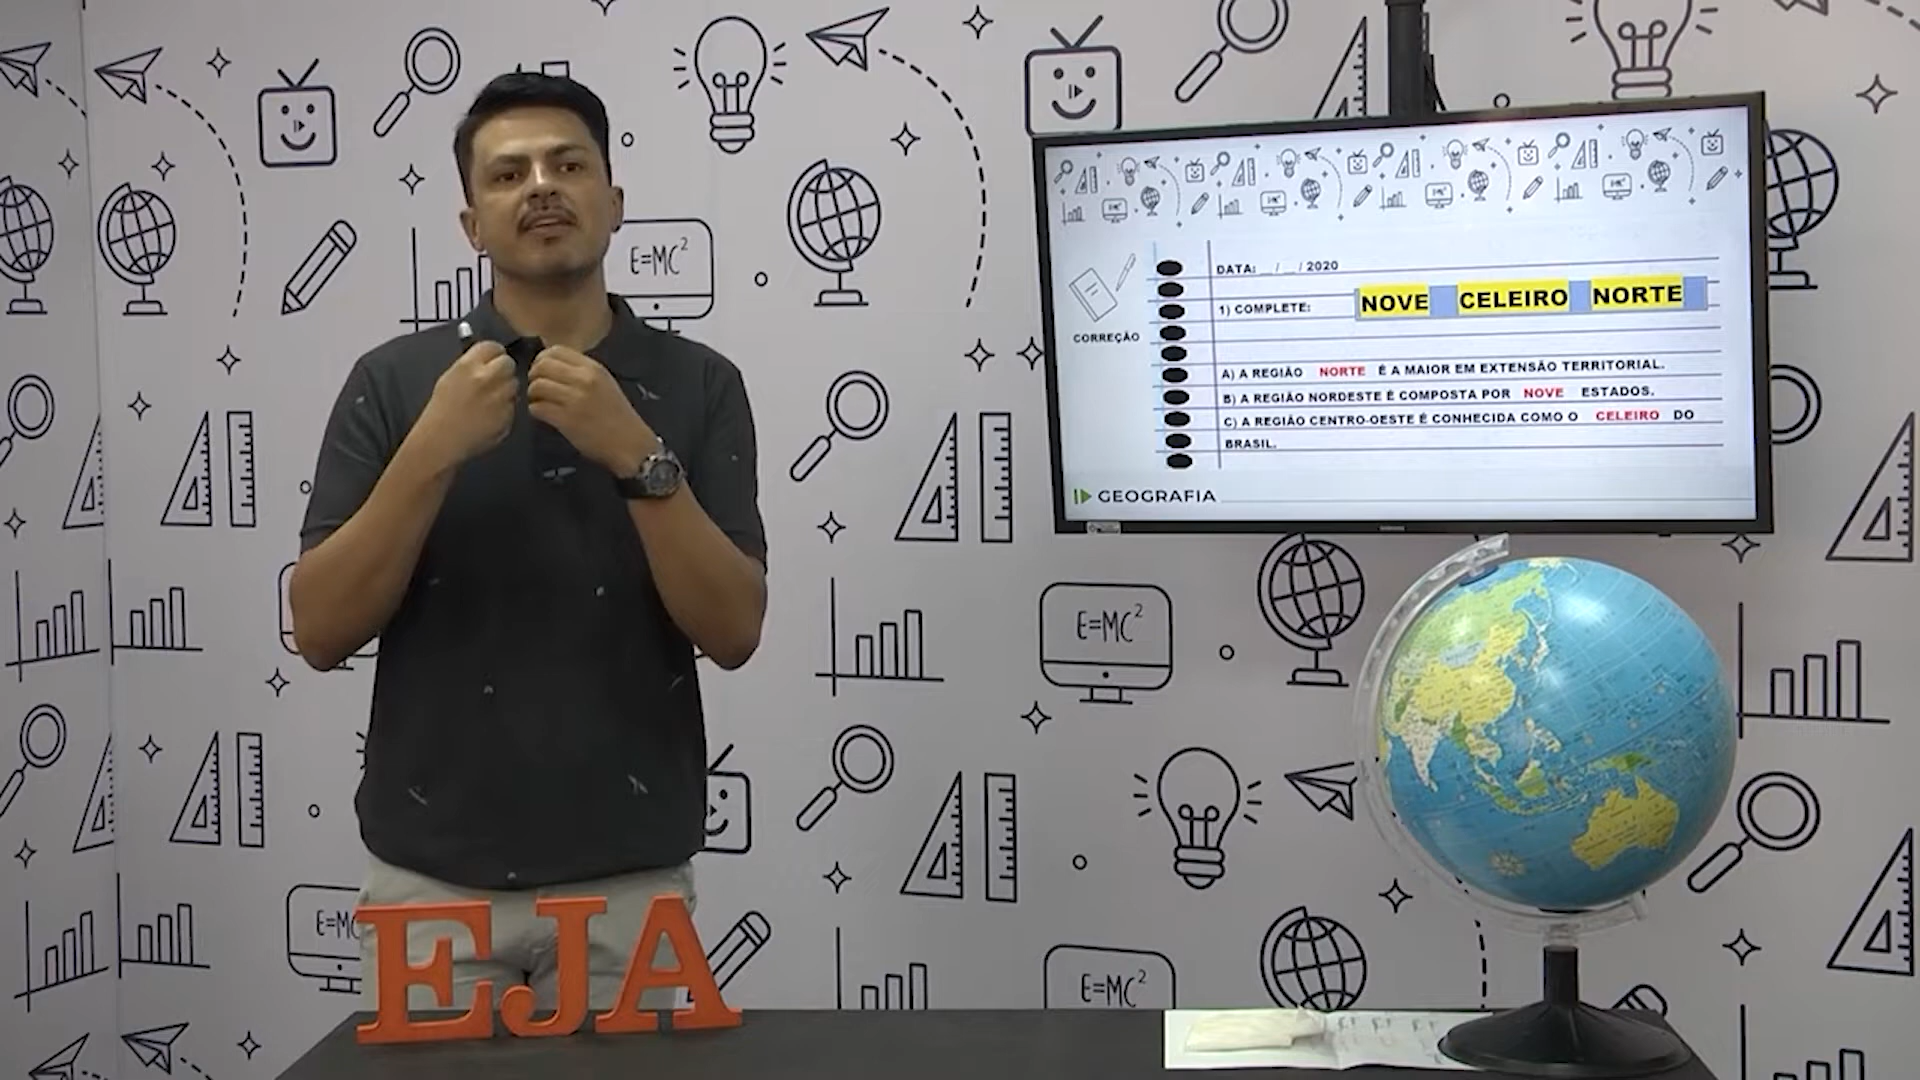 DATA: __/__/2020
1) COMPLETE: NOVE CELEIRO NORTE
CORREÇÃO
A) A REGIÃO NORTE É A MAIOR EM EXTENSÃO TERRITORIAL.
B) A REGIÃO NORDESTE É COMPOSTA POR NOVE ESTADOS.
C) A REGIÃO CENTRO-OESTE É CONHECIDA COMO O CELEIRO DO
BRASIL.
GEOGRAFIA
E=MC²
E=MC²
E=MC
E=MC²
EJA